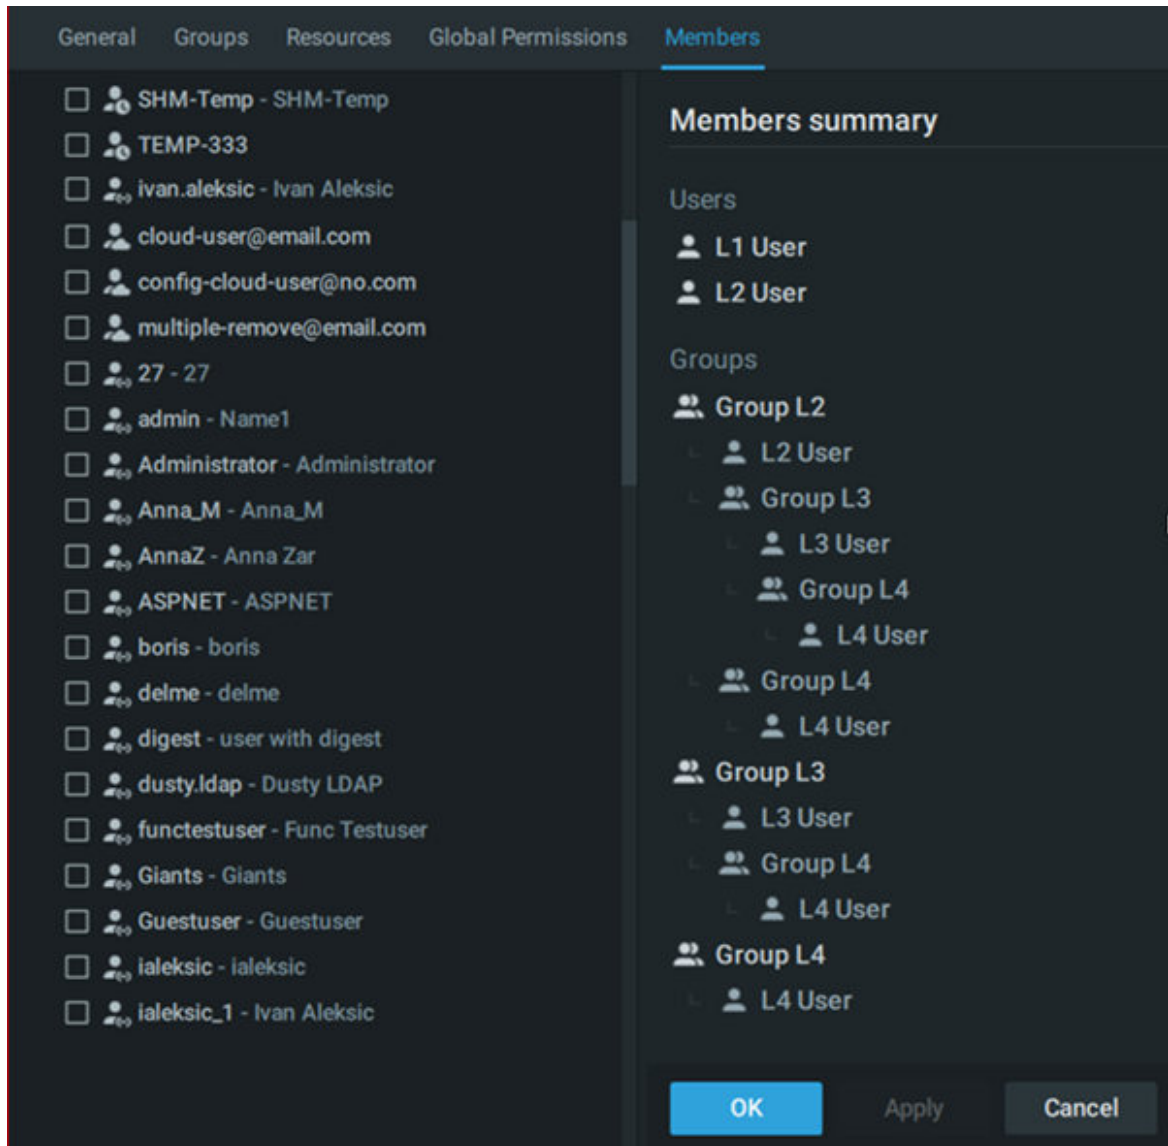 General Groups Resources Global Permissions Members
SHM-Temp - SHM-Temp
TEMP-333
ivan.aleksic - Ivan Aleksic
cloud-user@email.com
config-cloud-user@no.com
multiple-remove@email.com
27 - 27
admin - Name1
Administrator - Administrator
Anna_M - Anna_M
AnnaZ - Anna Zar
ASPNET - ASPNET
boris - boris
delme - delme
digest - user with digest
dusty.ldap - Dusty LDAP
functestuser - Func Testuser
Giants - Giants
Guestuser - Guestuser
ialeksic - ialeksic
ialeksic_1 - Ivan Aleksic
Members summary
Users
L1 User
L2 User
Groups
Group L2
L2 User
Group L3
L3 User
Group L4
L4 User
Group L4
L4 User
Group L3
L3 User
Group L4
L4 User
Group L4
L4 User
OK Apply Cancel